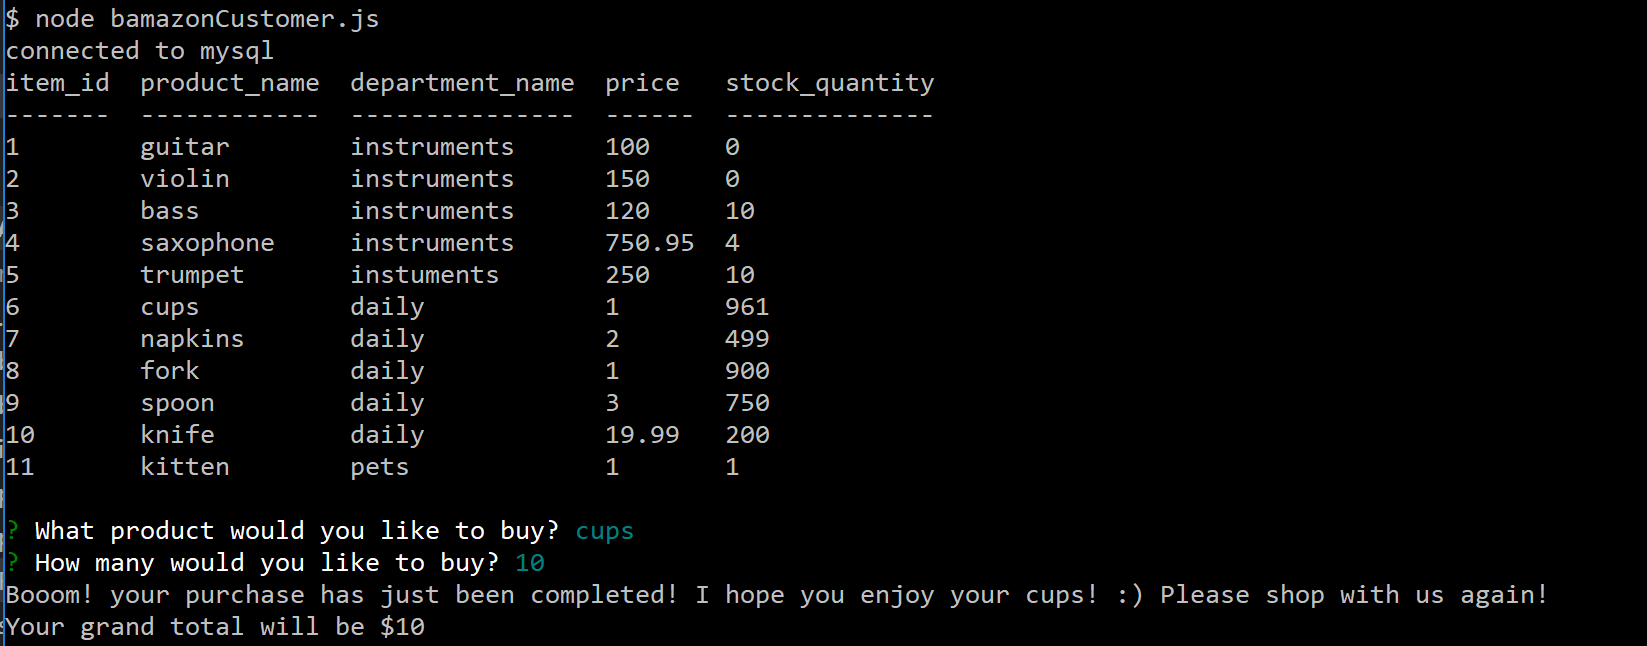 $ node bamazonCustomer.js
connected to mysql
item_id  product_name  department_name  price   stock_quantity
-------  ------------  ---------------  ------  --------------
1        guitar        instruments      100     0
2        violin        instruments      150     0
3        bass          instruments      120     10
4        saxophone     instruments      750.95  4
5        trumpet       instuments       250     10
6        cups          daily            1       961
7        napkins       daily            2       499
8        fork          daily            1       900
9        spoon         daily            3       750
10       knife         daily            19.99   200
11       kitten        pets             1       1

? What product would you like to buy? cups
? How many would you like to buy? 10
Booom! your purchase has just been completed! I hope you enjoy your cups! :) Please shop with us again!
Your grand total will be $10